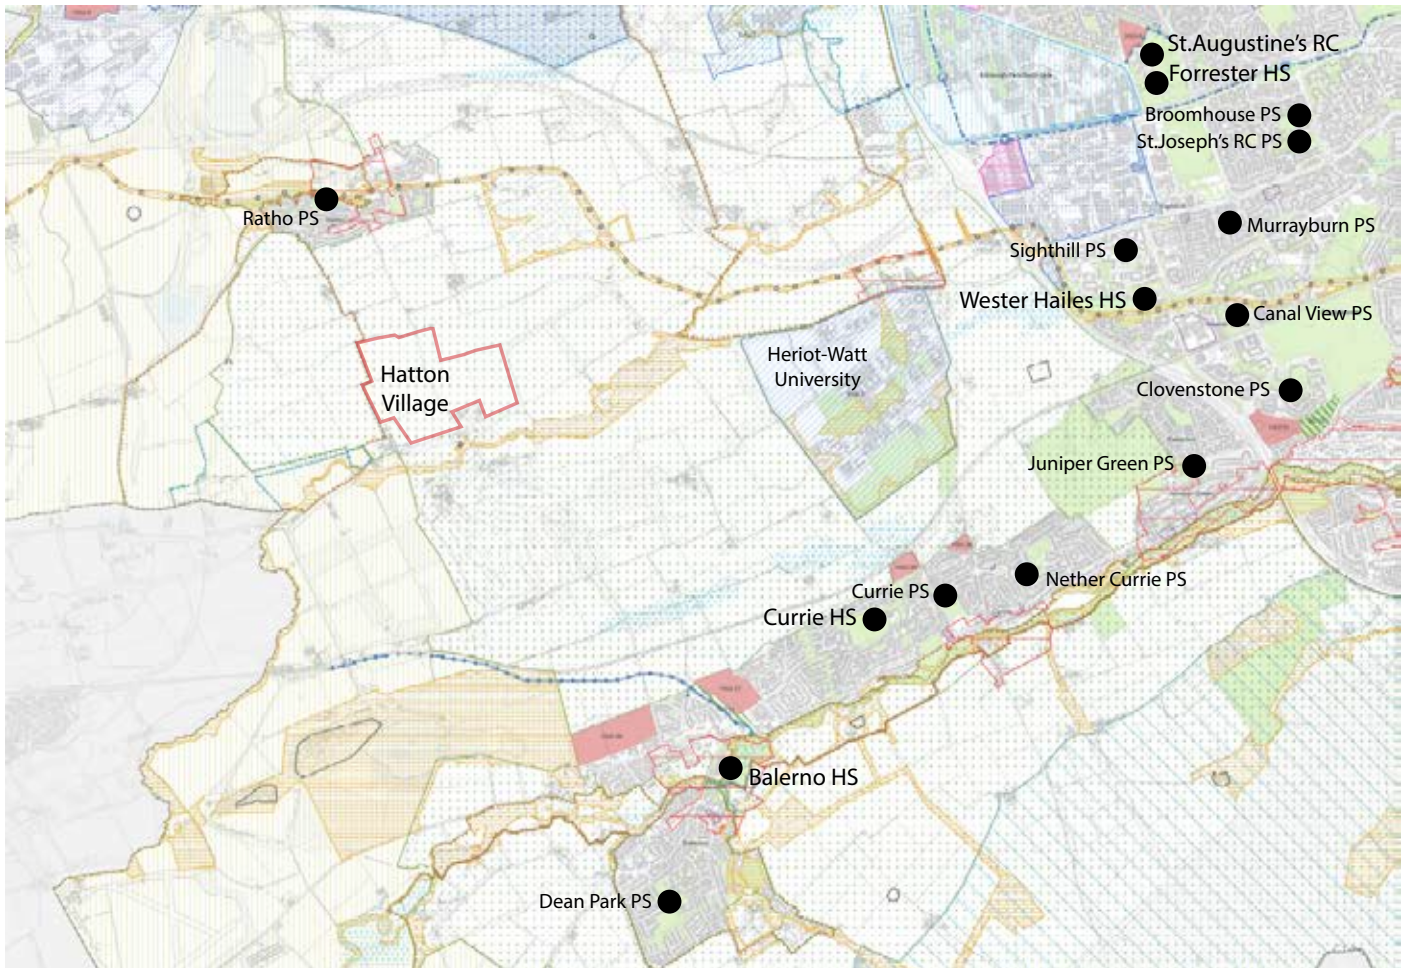 St.Augustine's RC
Forrester HS
Broomhouse PS
St.Joseph's RC PS
Ratho PS
Murrayburn PS
Sighthill PS
Wester Hailes HS
Canal View PS
Heriot-Watt
University
Hatton
Village
Clovenstone PS
Juniper Green PS
Nether Currie PS
Currie PS
Currie HS
Balerno HS
Dean Park PS